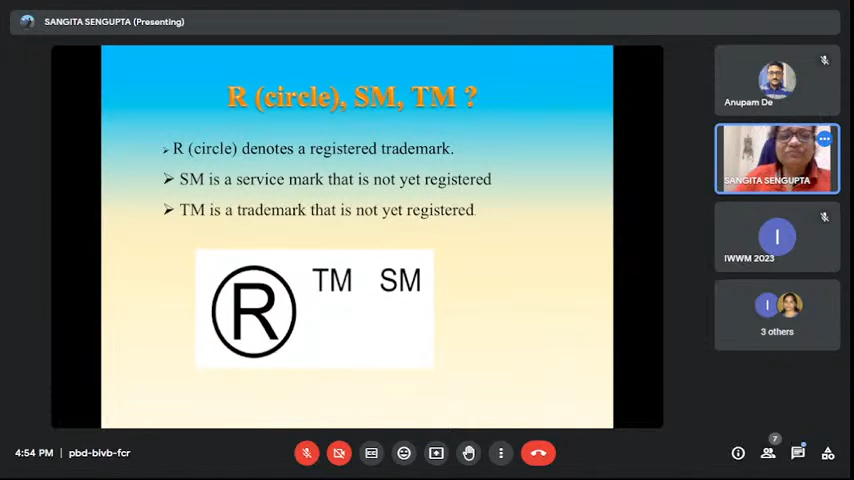 SANGITA SENGUPTA (Presenting)
R (circle), SM, TM ?
R (circle) denotes a registered trademark.
SM is a service mark that is not yet registered
TM is a trademark that is not yet registered.
R TM SM
Anupam De
SANGITA SENGUPTA
I
IWWM 2023
I
3 others
4:54 PM | pbd-bivb-fcr
7